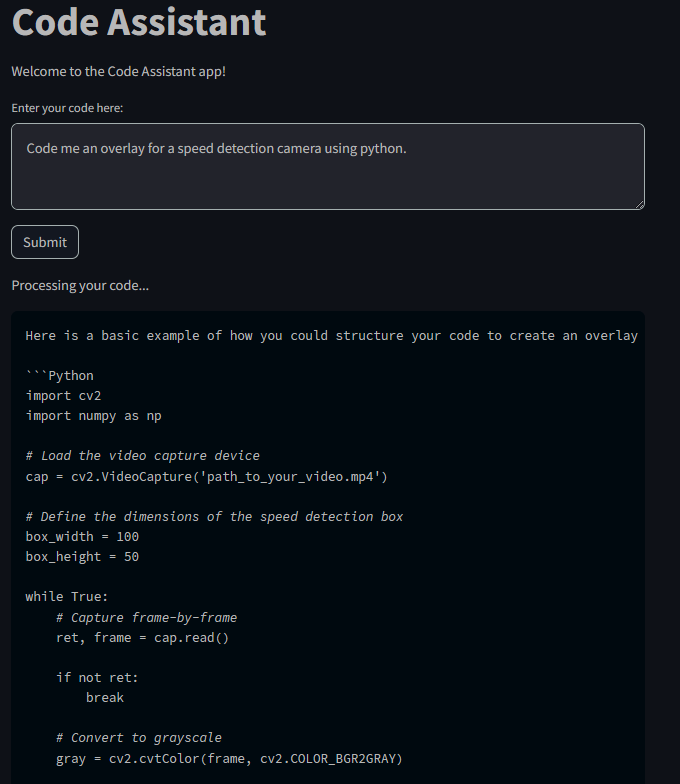 Code Assistant
Welcome to the Code Assistant app!
Enter your code here:
Code me an overlay for a speed detection camera using python.
Submit
Processing your code...
Here is a basic example of how you could structure your code to create an overlay
```Python
import cv2
import numpy as np
# Load the video capture device
cap = cv2.VideoCapture('path_to_your_video.mp4')
# Define the dimensions of the speed detection box
box_width = 100
box_height = 50
while True:
    # Capture frame-by-frame
    ret, frame = cap.read()
    if not ret:
        break
    # Convert to grayscale
    gray = cv2.cvtColor(frame, cv2.COLOR_BGR2GRAY)